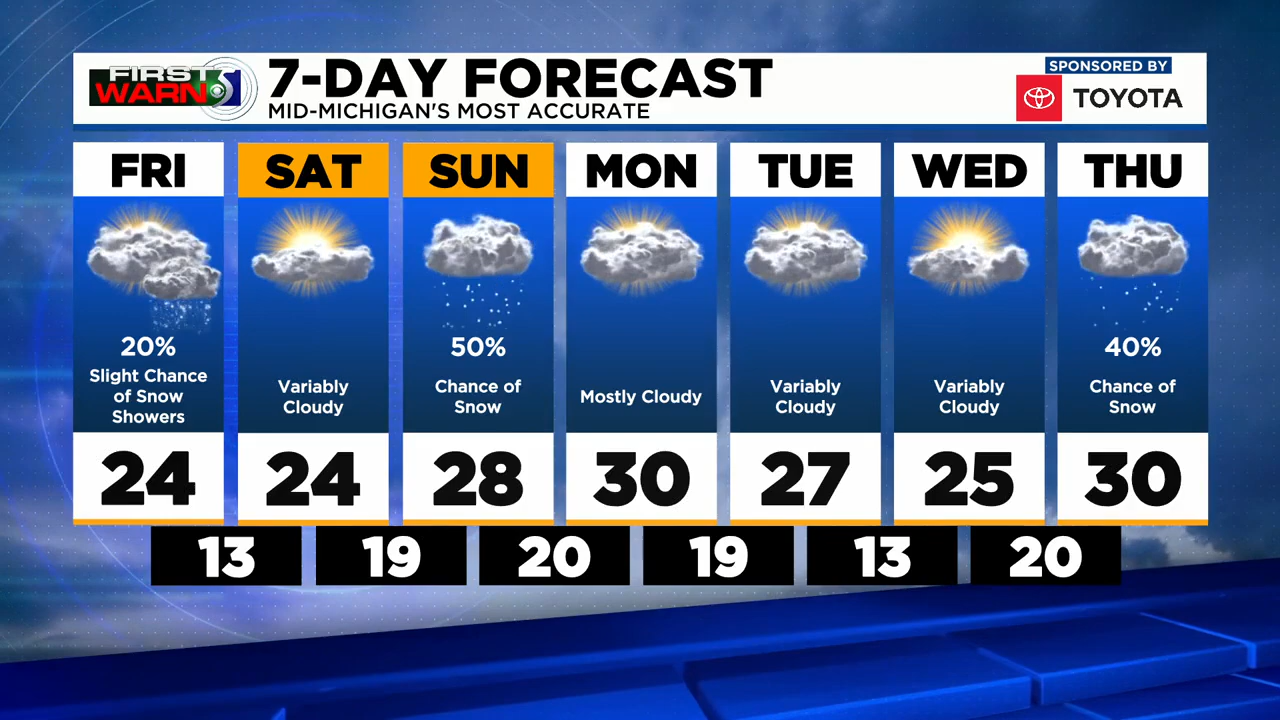 FIRST
WARN 5
7-DAY FORECAST
MID-MICHIGAN'S MOST ACCURATE
SPONSORED BY
TOYOTA
FRI
20%
Slight Chance
of Snow
Showers
24
SAT
Variably
Cloudy
24
SUN
50%
Chance of
Snow
28
MON
Mostly Cloudy
30
TUE
Variably
Cloudy
27
WED
Variably
Cloudy
25
THU
40%
Chance of
Snow
30
13
19
20
19
13
20